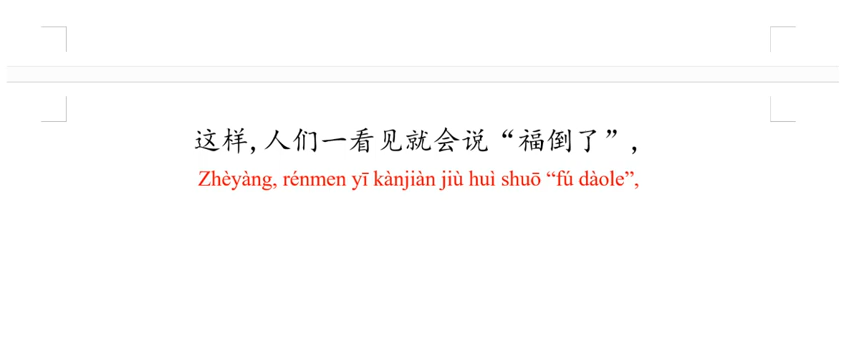 这样,人们一看见就会说“福倒了”,
Zhèyàng, rénmen yī kànjiàn jiù huì shuō “fú dàole”,